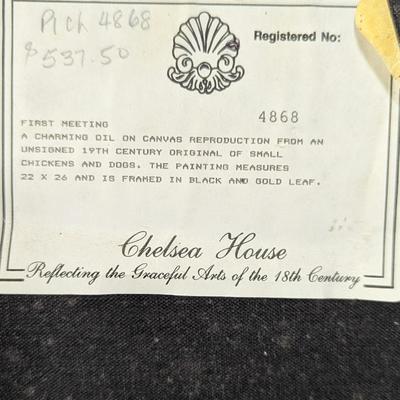 Pich 4868
$537.50
Registered No:
4868
FIRST MEETING
A CHARMING OIL ON CANVAS REPRODUCTION FROM AN
UNSIGNED 19TH CENTURY ORIGINAL OF SMALL
CHICKENS AND DOGS. THE PAINTING MEASURES
22 X 26 AND IS FRAMED IN BLACK AND GOLD LEAF.
Chelsea House
Reflecting the Graceful Arts of the 18th Century